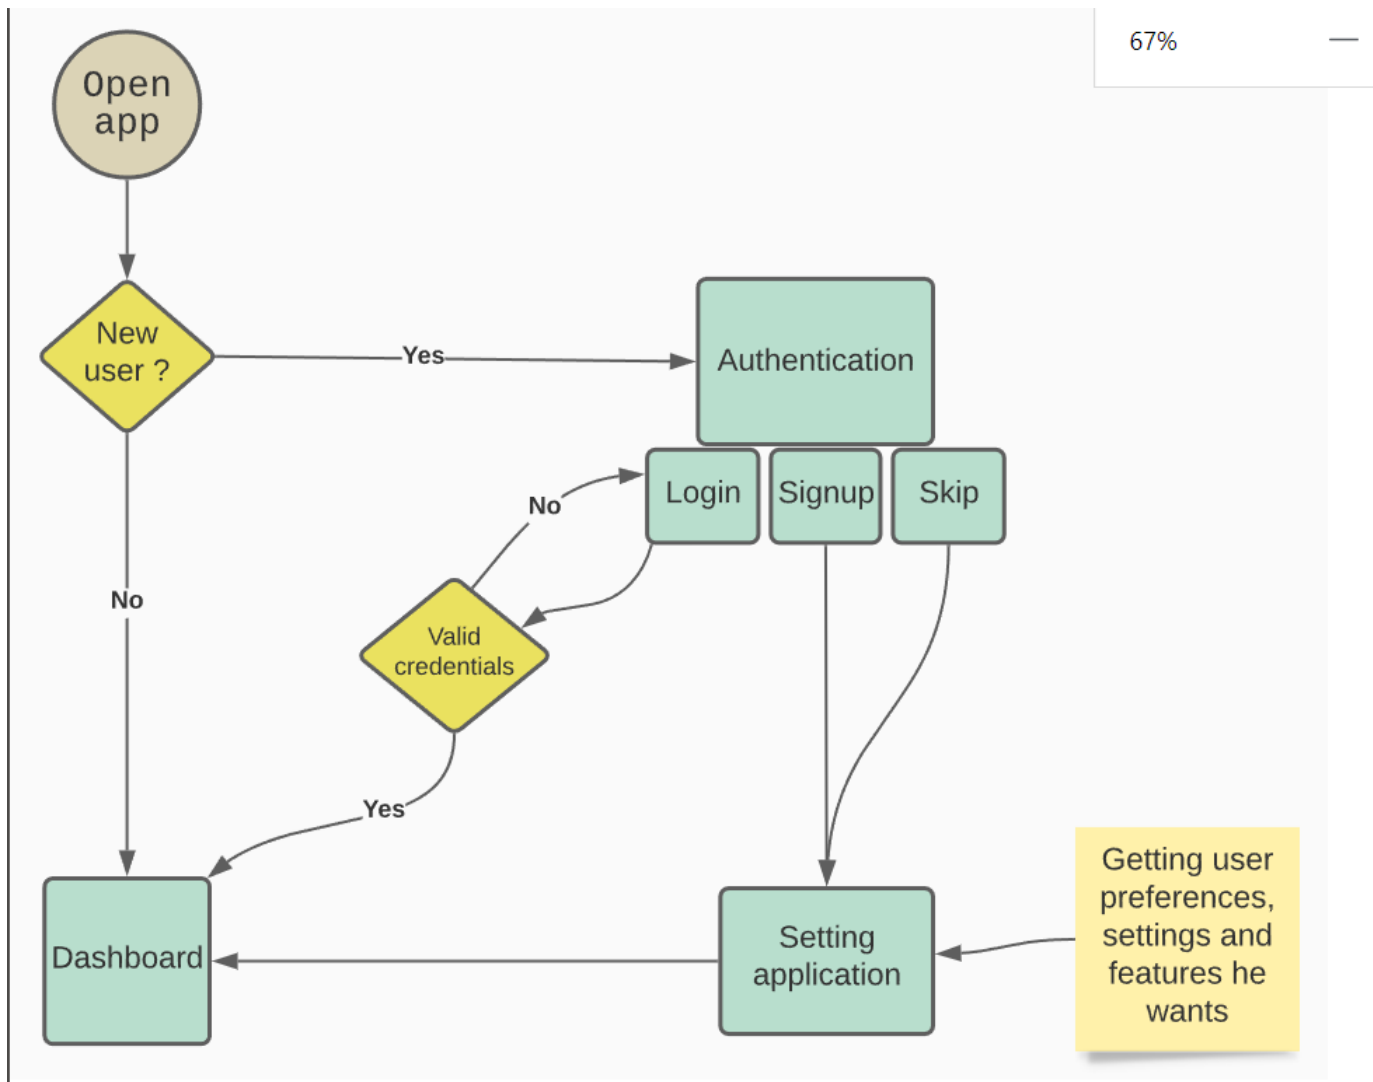 67%
Open
app
New
user ?
Yes
Authentication
Login
Signup
Skip
No
No
Valid
credentials
Yes
Dashboard
Setting
application
Getting user
preferences,
settings and
features he
wants